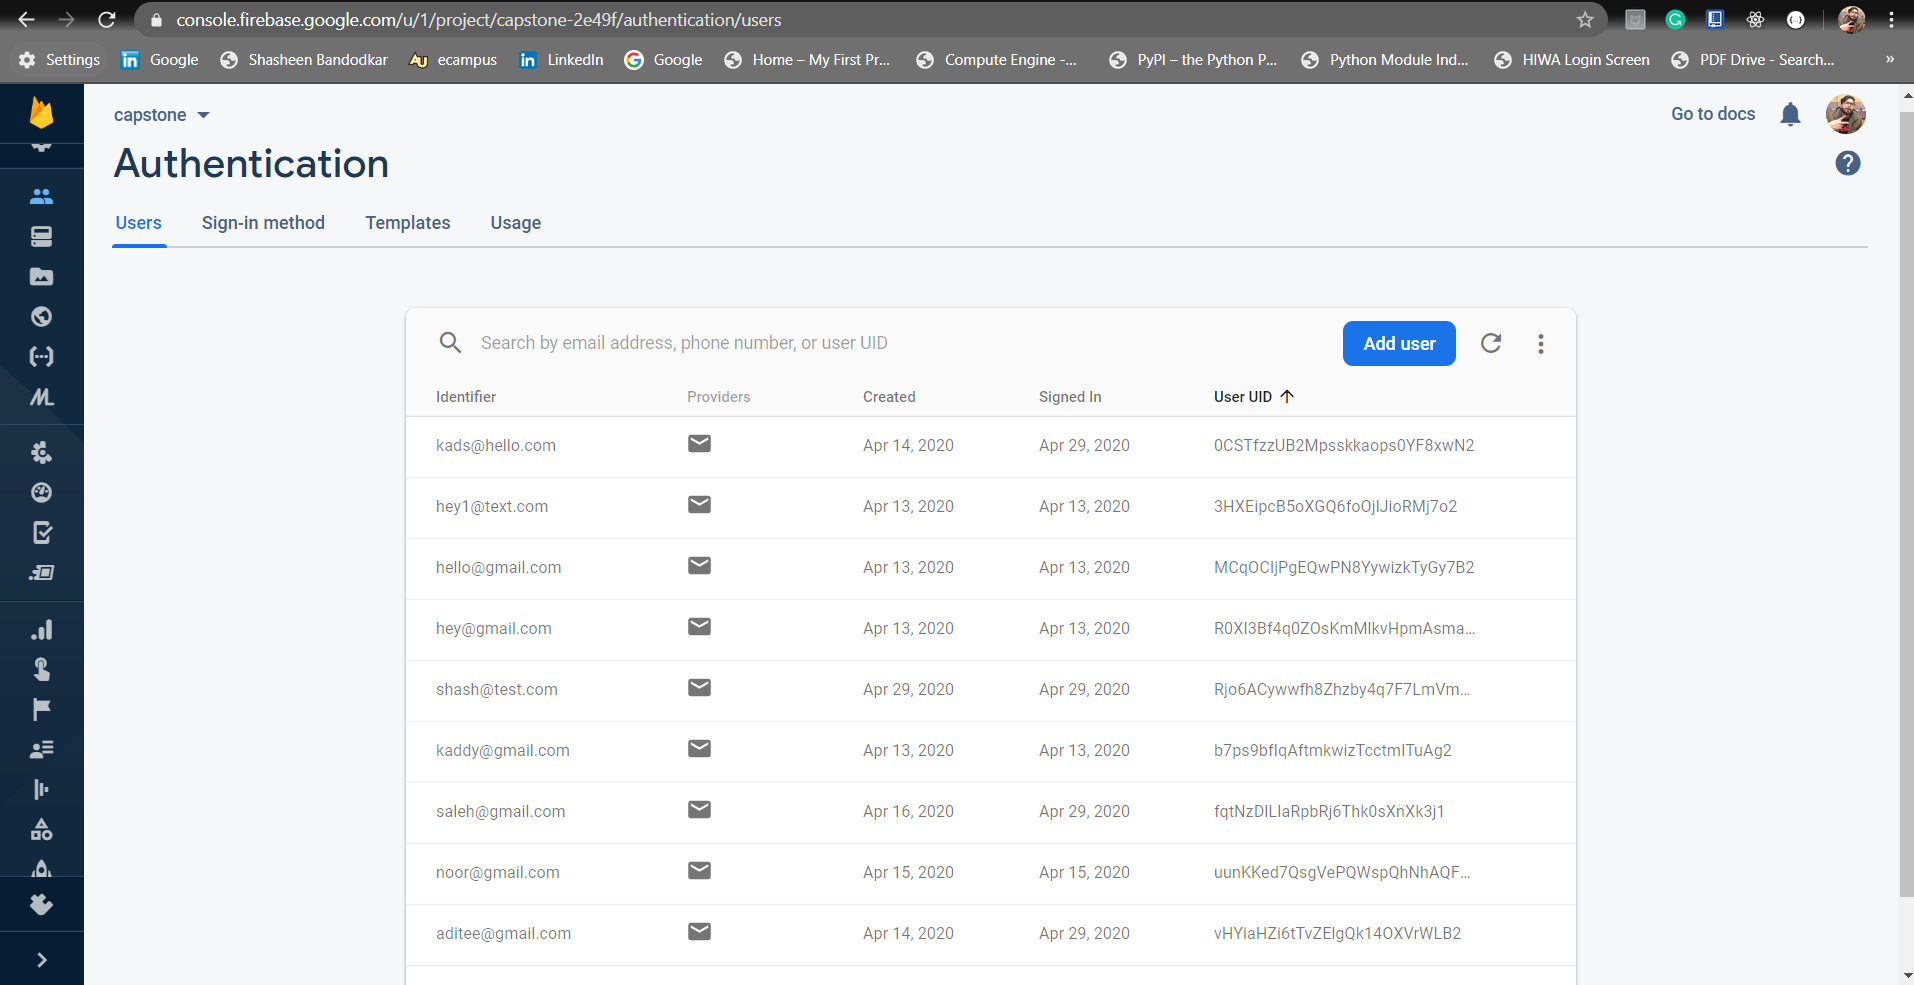 console.firebase.google.com/u/1/project/capstone-2e49f/authentication/users
Settings Google Shasheen Bandodkar ecampus LinkedIn Google Home – My First Pr... Compute Engine -... PyPI – the Python P... Python Module Ind... HIWA Login Screen PDF Drive - Search... »
capstone Go to docs
Authentication
Users Sign-in method Templates Usage
Search by email address, phone number, or user UID Add user
Identifier Providers Created Signed In User UID
kads@hello.com Apr 14, 2020 Apr 29, 2020 0CSTfzzUB2Mpsskkaops0YF8xwN2
hey1@text.com Apr 13, 2020 Apr 13, 2020 3HXEipcB5oXGQ6foOjIJioRMj7o2
hello@gmail.com Apr 13, 2020 Apr 13, 2020 MCqOCIjPgEQwPN8YywizkTyGy7B2
hey@gmail.com Apr 13, 2020 Apr 13, 2020 R0XI3Bf4q0ZOsKmMlkvHpmAsma...
shash@test.com Apr 29, 2020 Apr 29, 2020 Rjo6ACywwfh8Zhzby4q7F7LmVm...
kaddy@gmail.com Apr 13, 2020 Apr 13, 2020 b7ps9bfIqAftmkwizTcctmITuAg2
saleh@gmail.com Apr 16, 2020 Apr 29, 2020 fqtNzDILIaRpbRj6Thk0sXnXk3j1
noor@gmail.com Apr 15, 2020 Apr 15, 2020 uunKKed7QsgVePQWspQhNhAQF...
aditee@gmail.com Apr 14, 2020 Apr 29, 2020 vHYiaHZi6tTvZEIgQk14OXVrWLB2